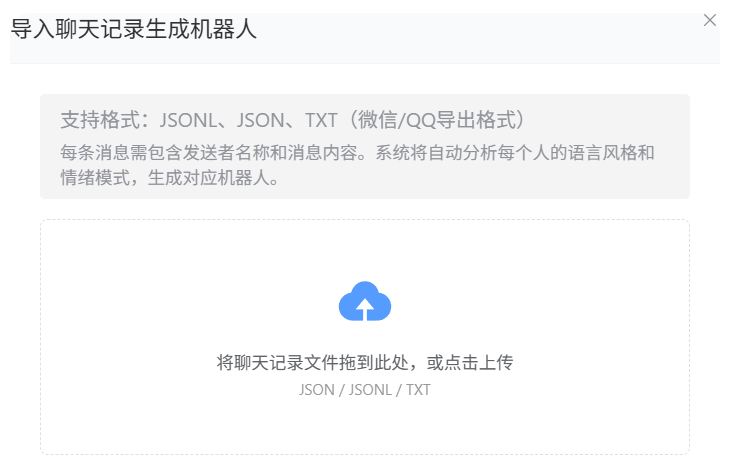 导入聊天记录生成机器人
支持格式：JSONL、JSON、TXT（微信/QQ导出格式）
每条消息需包含发送者名称和消息内容。系统将自动分析每个人的语言风格和
情绪模式，生成对应机器人。
将聊天记录文件拖到此处，或点击上传
JSON / JSONL / TXT